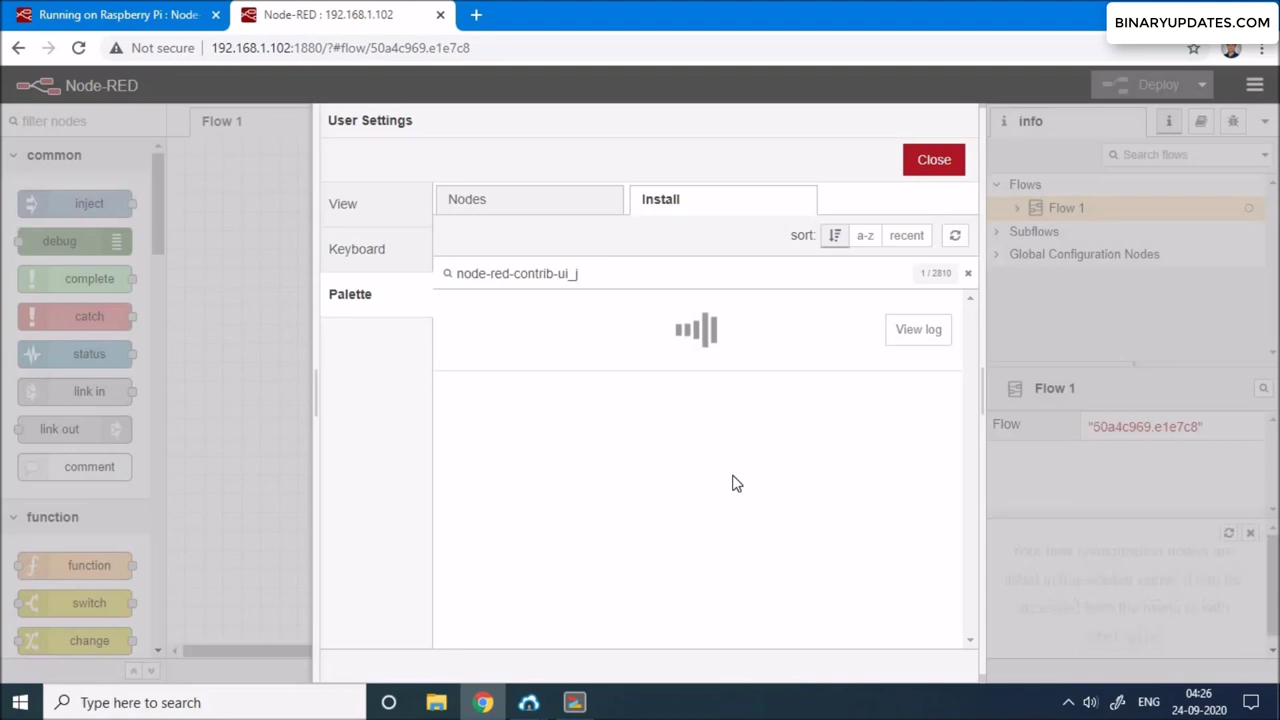 Running on Raspberry Pi : Node-
Node-RED : 192.168.1.102
BINARYUPDATES.COM
Not secure
192.168.1.102:1880/?#flow/50a4c969.e1e7c8
Node-RED
Deploy
filter nodes
Flow 1
User Settings
info
Close
Search flows
common
View
Nodes
Install
Flows
inject
Flow 1
debug
Keyboard
sort:
a-z
recent
Subflows
Global Configuration Nodes
complete
node-red-contrib-ui_j
1 / 2810
Palette
catch
View log
status
link in
Flow 1
link out
Flow
"50a4c969.e1e7c8"
comment
function
function
switch
change
Type here to search
ENG
04:26
24-09-2020